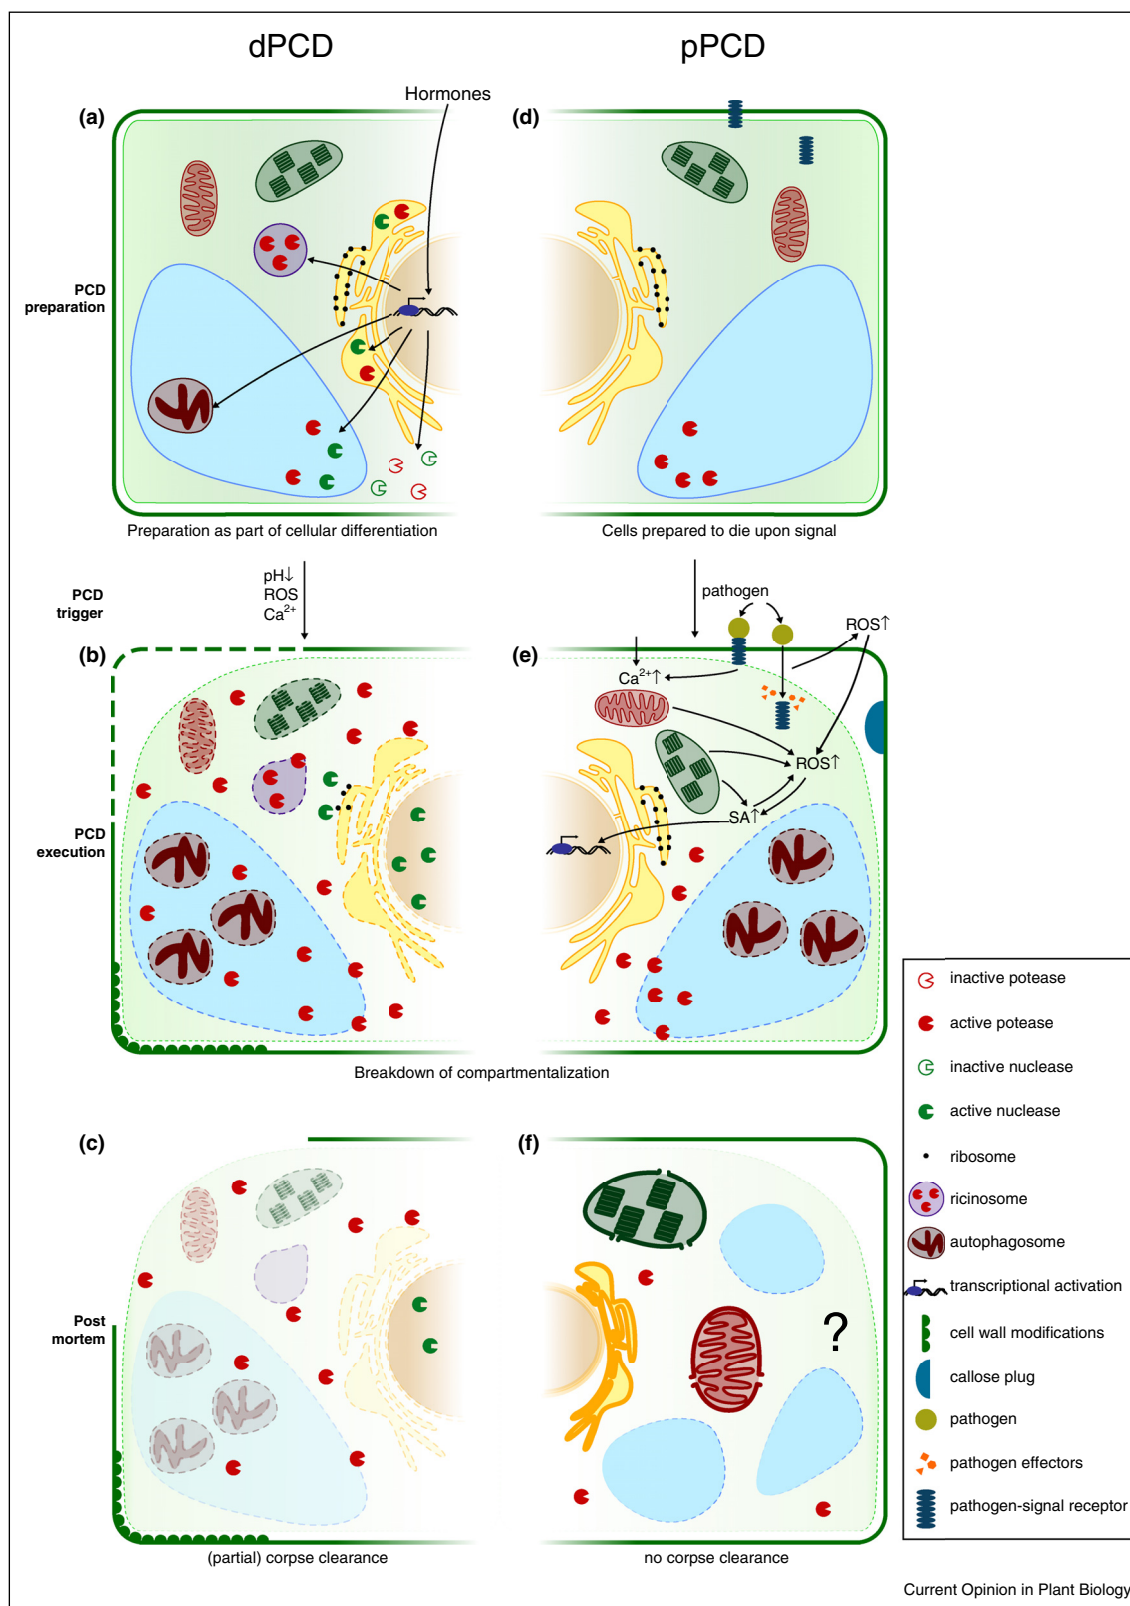 dPCD
pPCD
Hormones
(a)
(d)
PCD
preparation
Preparation as part of cellular differentiation
Cells prepared to die upon signal
PCD
trigger
pH↓
ROS
Ca²⁺
pathogen
ROS↑
(b)
(e)
Ca²⁺↑
ROS↑
SA↑
PCD
execution
Breakdown of compartmentalization
inactive potease
active potease
inactive nuclease
active nuclease
ribosome
ricinosome
autophagosome
transcriptional activation
cell wall modifications
callose plug
pathogen
pathogen effectors
pathogen-signal receptor
(c)
(f)
Post
mortem
?
(partial) corpse clearance
no corpse clearance
Current Opinion in Plant Biology